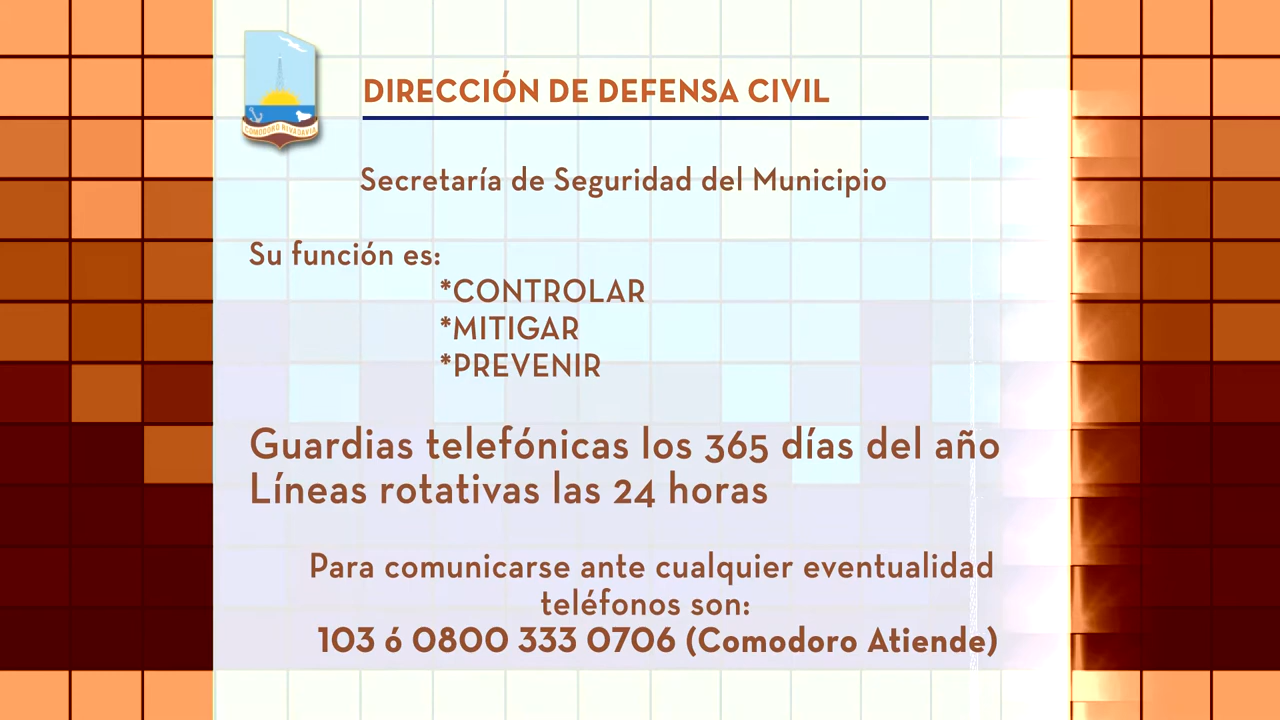 COMODORO RIVADAVIA
DIRECCIÓN DE DEFENSA CIVIL
Secretaría de Seguridad del Municipio
Su función es:
*CONTROLAR
*MITIGAR
*PREVENIR
Guardias telefónicas los 365 días del año
Líneas rotativas las 24 horas
Para comunicarse ante cualquier eventualidad
teléfonos son:
103 ó 0800 333 0706 (Comodoro Atiende)